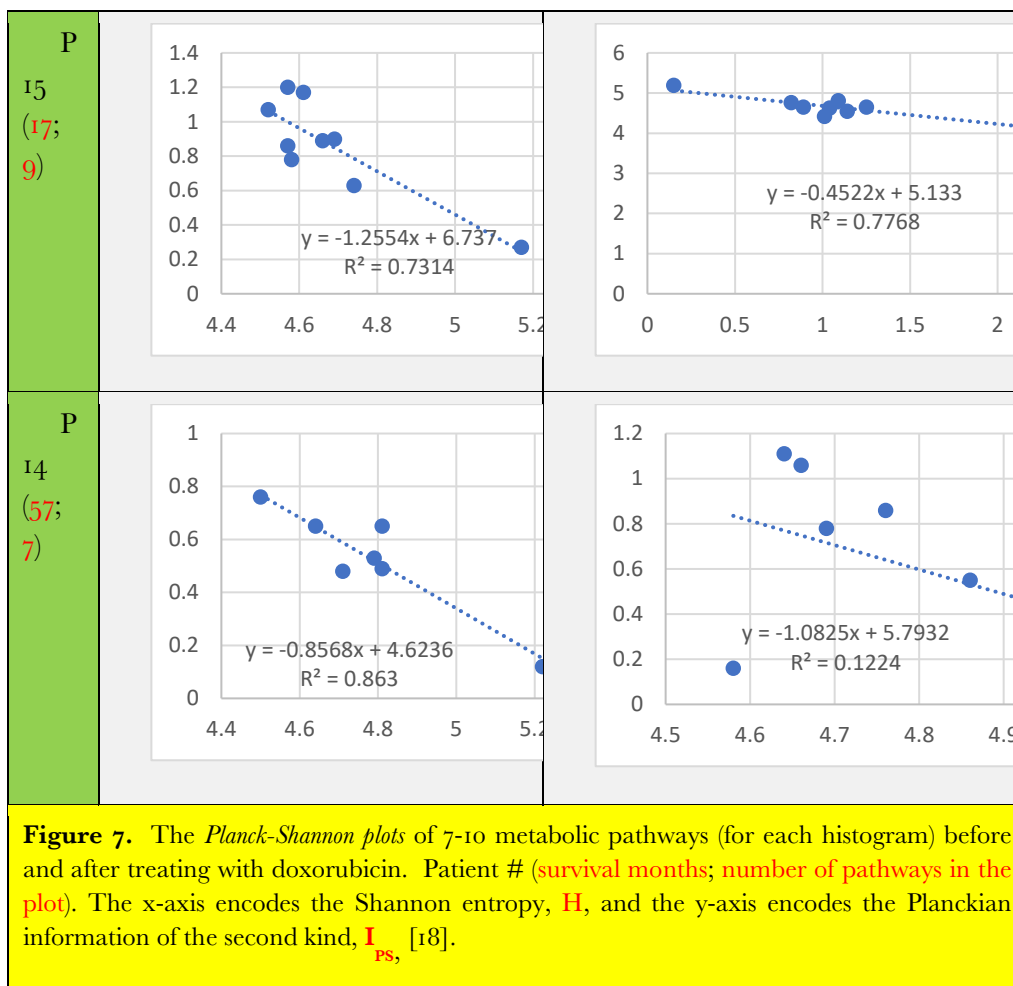 P
15
(17;
9)
1.4
1.2
1
0.8
0.6
0.4
0.2
0
y = -1.2554x + 6.737
R² = 0.7314
4.4 4.6 4.8 5 5.2
6
5
4
3
2
1
0
y = -0.4522x + 5.133
R² = 0.7768
0 0.5 1 1.5 2
P
14
(57;
7)
1
0.8
0.6
0.4
0.2
0
y = -0.8568x + 4.6236
R² = 0.863
4.4 4.6 4.8 5 5.2
1.2
1
0.8
0.6
0.4
0.2
0
y = -1.0825x + 5.7932
R² = 0.1224
4.5 4.6 4.7 4.8 4.9
Figure 7. The Planck-Shannon plots of 7-10 metabolic pathways (for each histogram) before
and after treating with doxorubicin. Patient # (survival months; number of pathways in the
plot). The x-axis encodes the Shannon entropy, H, and the y-axis encodes the Planckian
information of the second kind, I PS, [18].